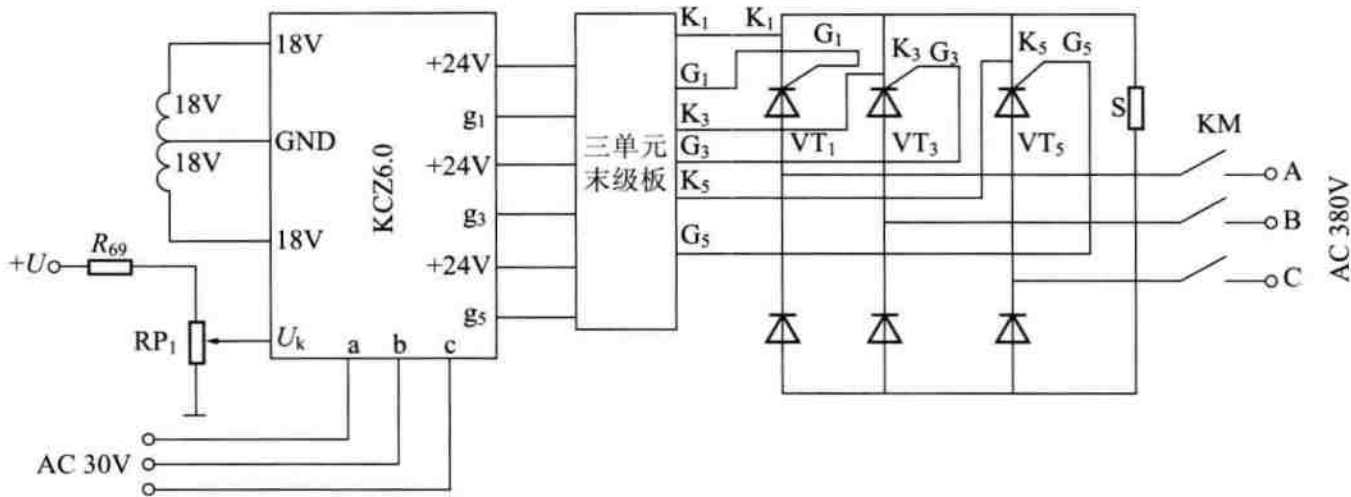 18V
18V
GND
18V
18V
R69
+U
RP1
Uk
KCZ6.0
a b c
AC 30V
+24V
g1
+24V
g3
+24V
g5
三单元
末级板
K1
G1
K3
G3
K5
G5
K1
G1
K3 G3
K5 G5
VT1
VT3
VT5
S
KM
A
B
C
AC 380V